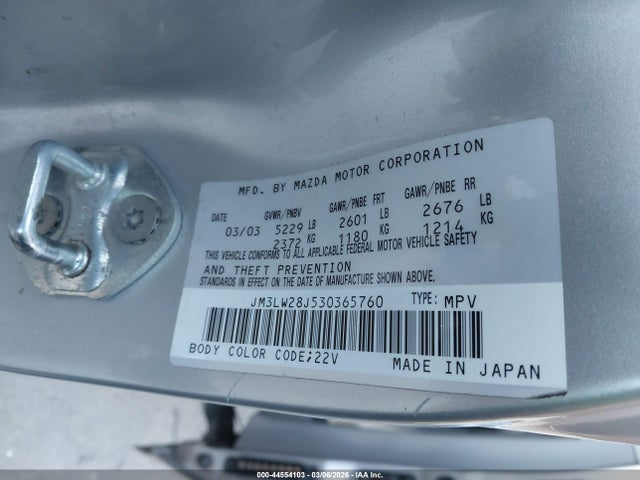 MFD. BY MAZDA MOTOR CORPORATION
DATE GVWR/PNBV GAWR/PNBE FRT GAWR/PNBE RR
03/03 5229 LB 2601 LB 2676 LB
2372 KG 1180 KG 1214 KG
THIS VEHICLE CONFORMS TO ALL APPLICABLE FEDERAL MOTOR VEHICLE SAFETY
AND THEFT PREVENTION
STANDARDS IN EFFECT ON THE DATE OF MANUFACTURE SHOWN ABOVE.
JM3LW28J530365760 TYPE: MPV
BODY COLOR CODE;22V MADE IN JAPAN
000-44554103 - 03/06/2026 - IAA Inc.